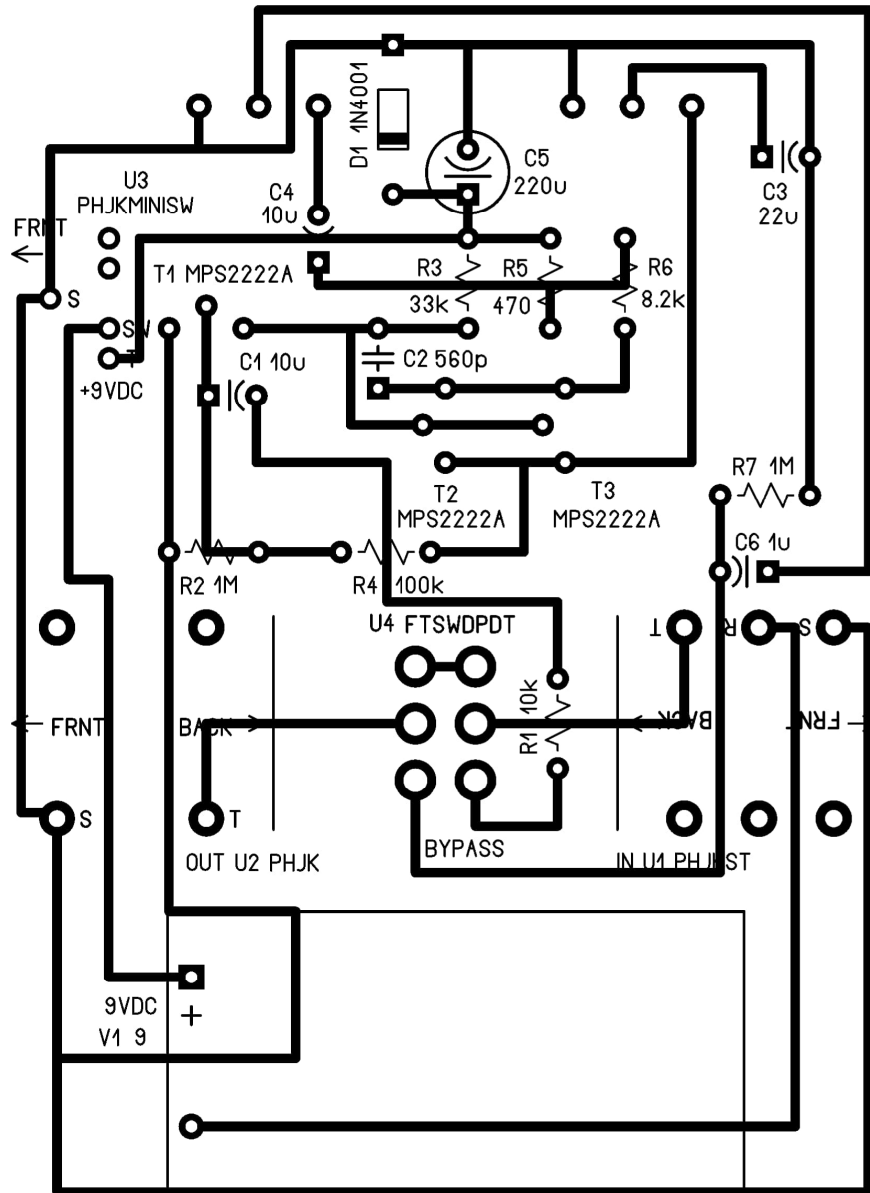 D1 1N4001
C5
220u
U3
PHJKMINISW
C4
10u
C3
22u
FRNT
T1 MPS2222A
R3
33k
R5
470
R6
8.2k
S
SW
T
+9VDC
C1 10u
C2 560p
T2
MPS2222A
T3
MPS2222A
R7 1M
C6 1u
R2 1M
R4 100k
U4 FTSWDPDT
T
R
S
FRNT
BACK
R1 10k
BACK
FRNT
S
T
BYPASS
OUT U2 PHJK
IN U1 PHJKST
9VDC
+
V1 9